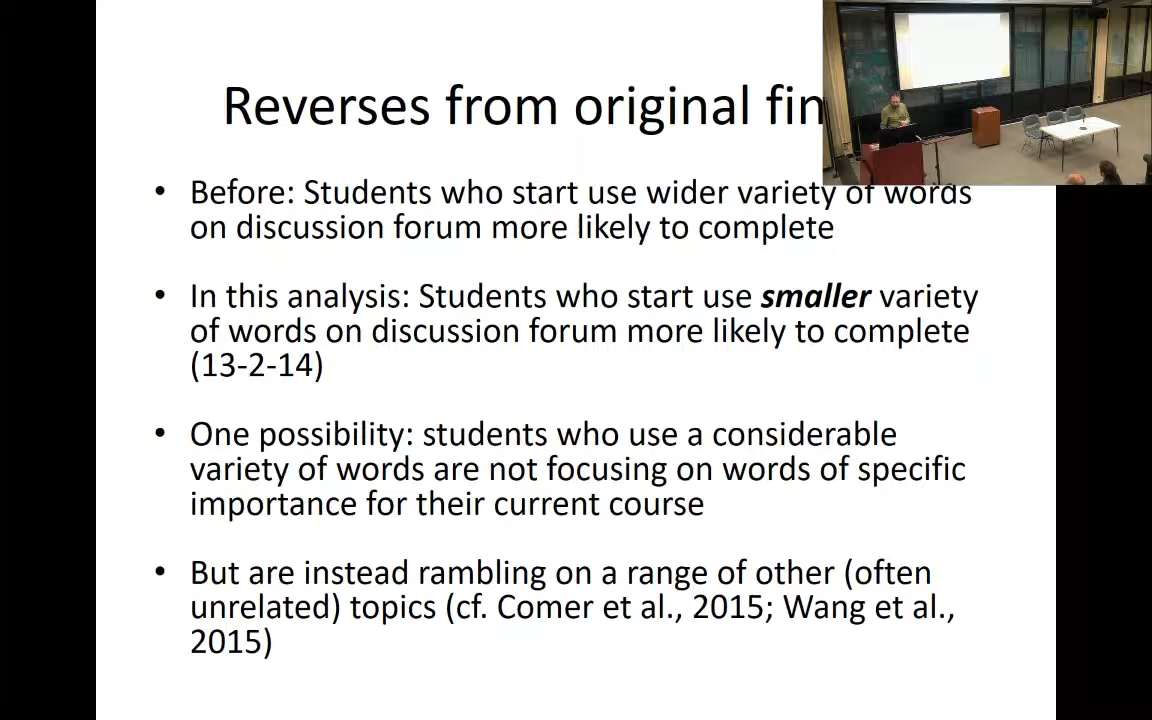 Reverses from original fin
• Before: Students who start use wider variety of words
on discussion forum more likely to complete
• In this analysis: Students who start use smaller variety
of words on discussion forum more likely to complete
(13-2-14)
• One possibility: students who use a considerable
variety of words are not focusing on words of specific
importance for their current course
• But are instead rambling on a range of other (often
unrelated) topics (cf. Comer et al., 2015; Wang et al.,
2015)